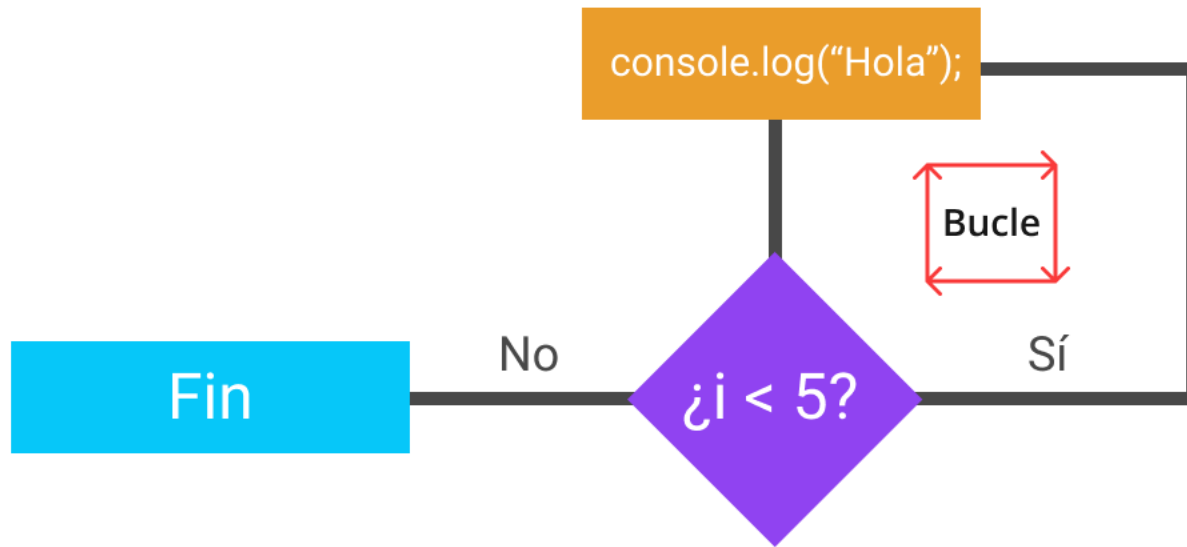 console.log(“Hola”);
Bucle
No
Sí
Fin
¿i < 5?